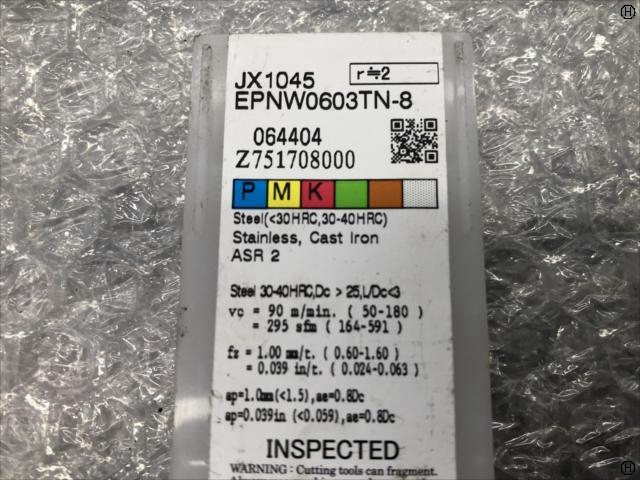 H
JX1045
r≒2
EPNW0603TN-8
064404
Z751708000
P M K
Steel(<30HRC,30-40HRC)
Stainless, Cast Iron
ASR 2
Steel 30-40HRC,Dc > 25,L/Dc<3
vc = 90 m/min. ( 50-180 )
= 295 sfm ( 164-591 )
fz = 1.00 mm/t. ( 0.60-1.60 )
= 0.039 in/t. ( 0.024-0.063 )
ap=1.0mm(<1.5),ae=0.8Dc
ap=0.039in (<0.059),ae=0.8Dc
INSPECTED
WARNING : Cutting tools can fragment.
H